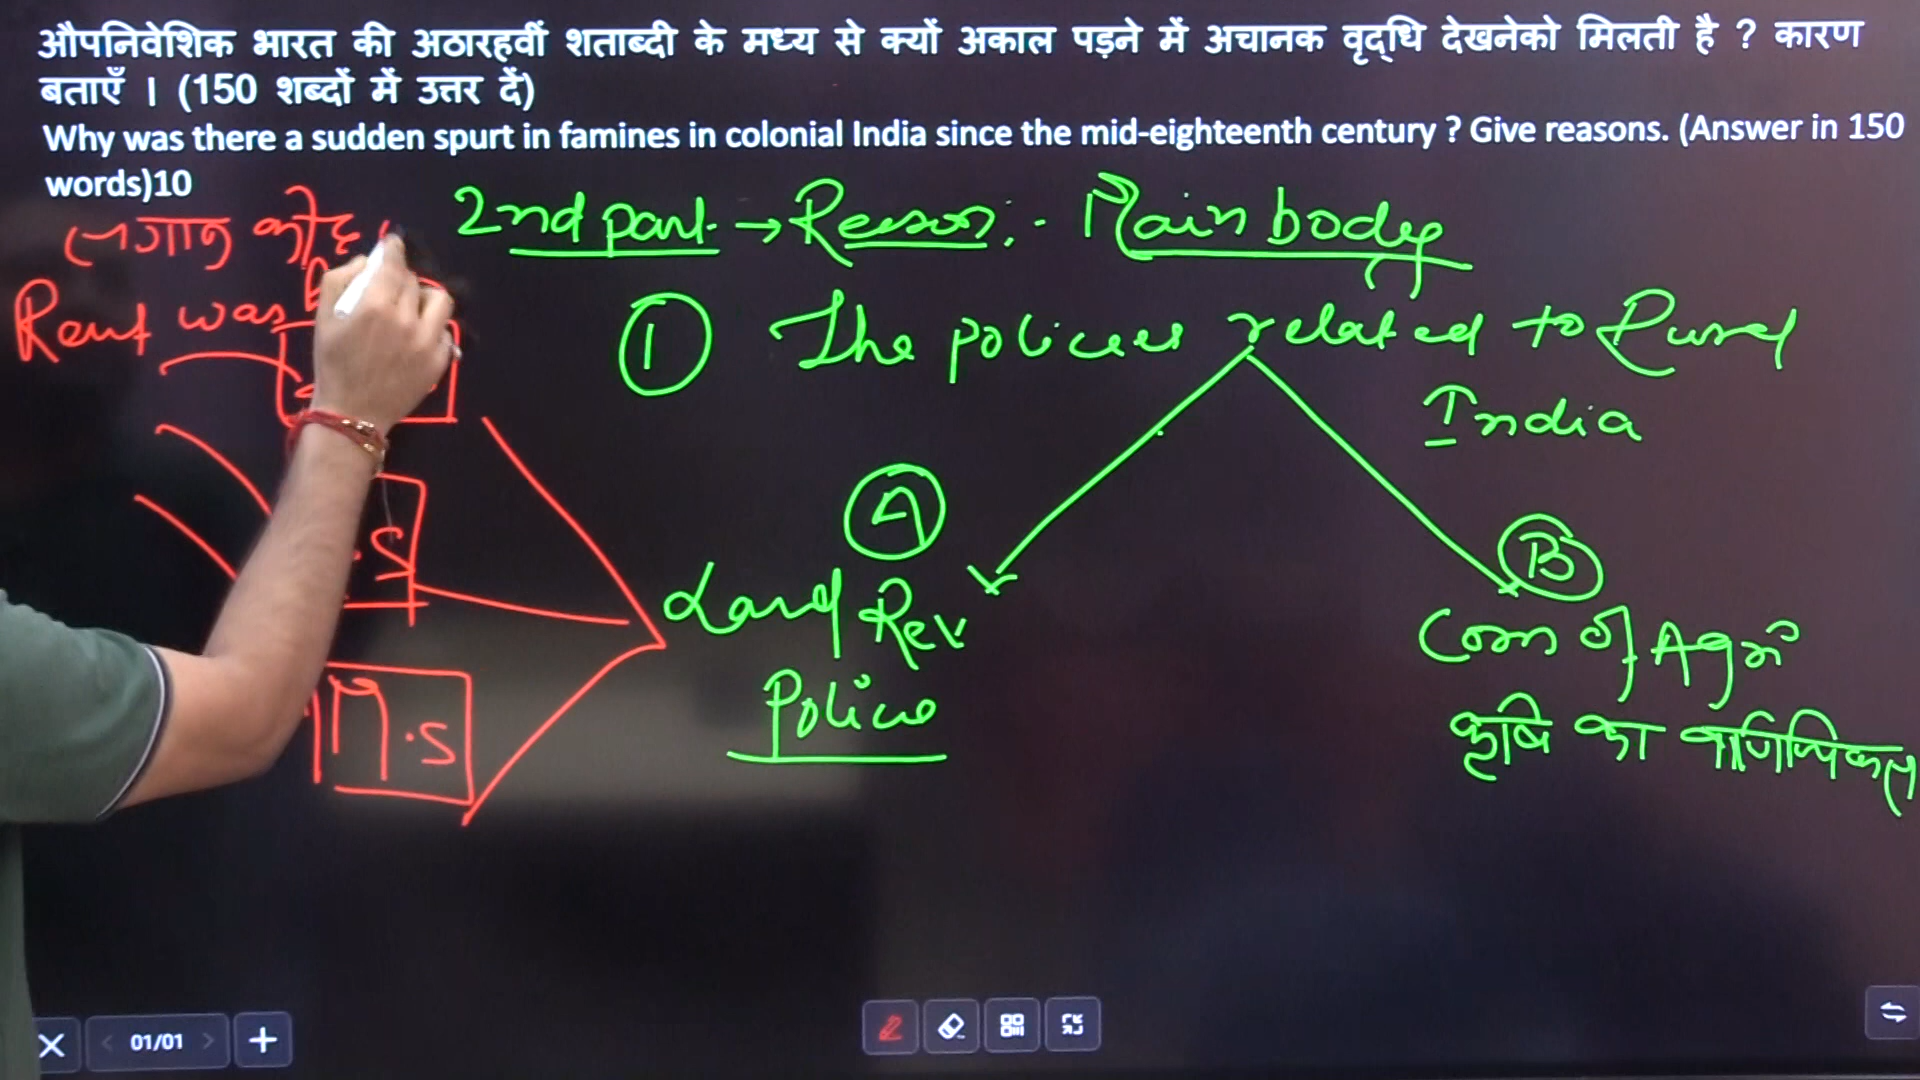 औपनिवेशिक भारत की अठारहवीं शताब्दी के मध्य से क्यों अकाल पड़ने में अचानक वृद्धि देखनेको मिलती है ? कारण
बताएँ । (150 शब्दों में उत्तर दें)
Why was there a sudden spurt in famines in colonial India since the mid-eighteenth century ? Give reasons. (Answer in 150
words)10
लगान की
Rent was
2nd part → Reason :- Main body
1 The policies related to Rural
India
A
Land Rev
Policies
B
Com of Agri
कृषि का
.S
M.S
01/01